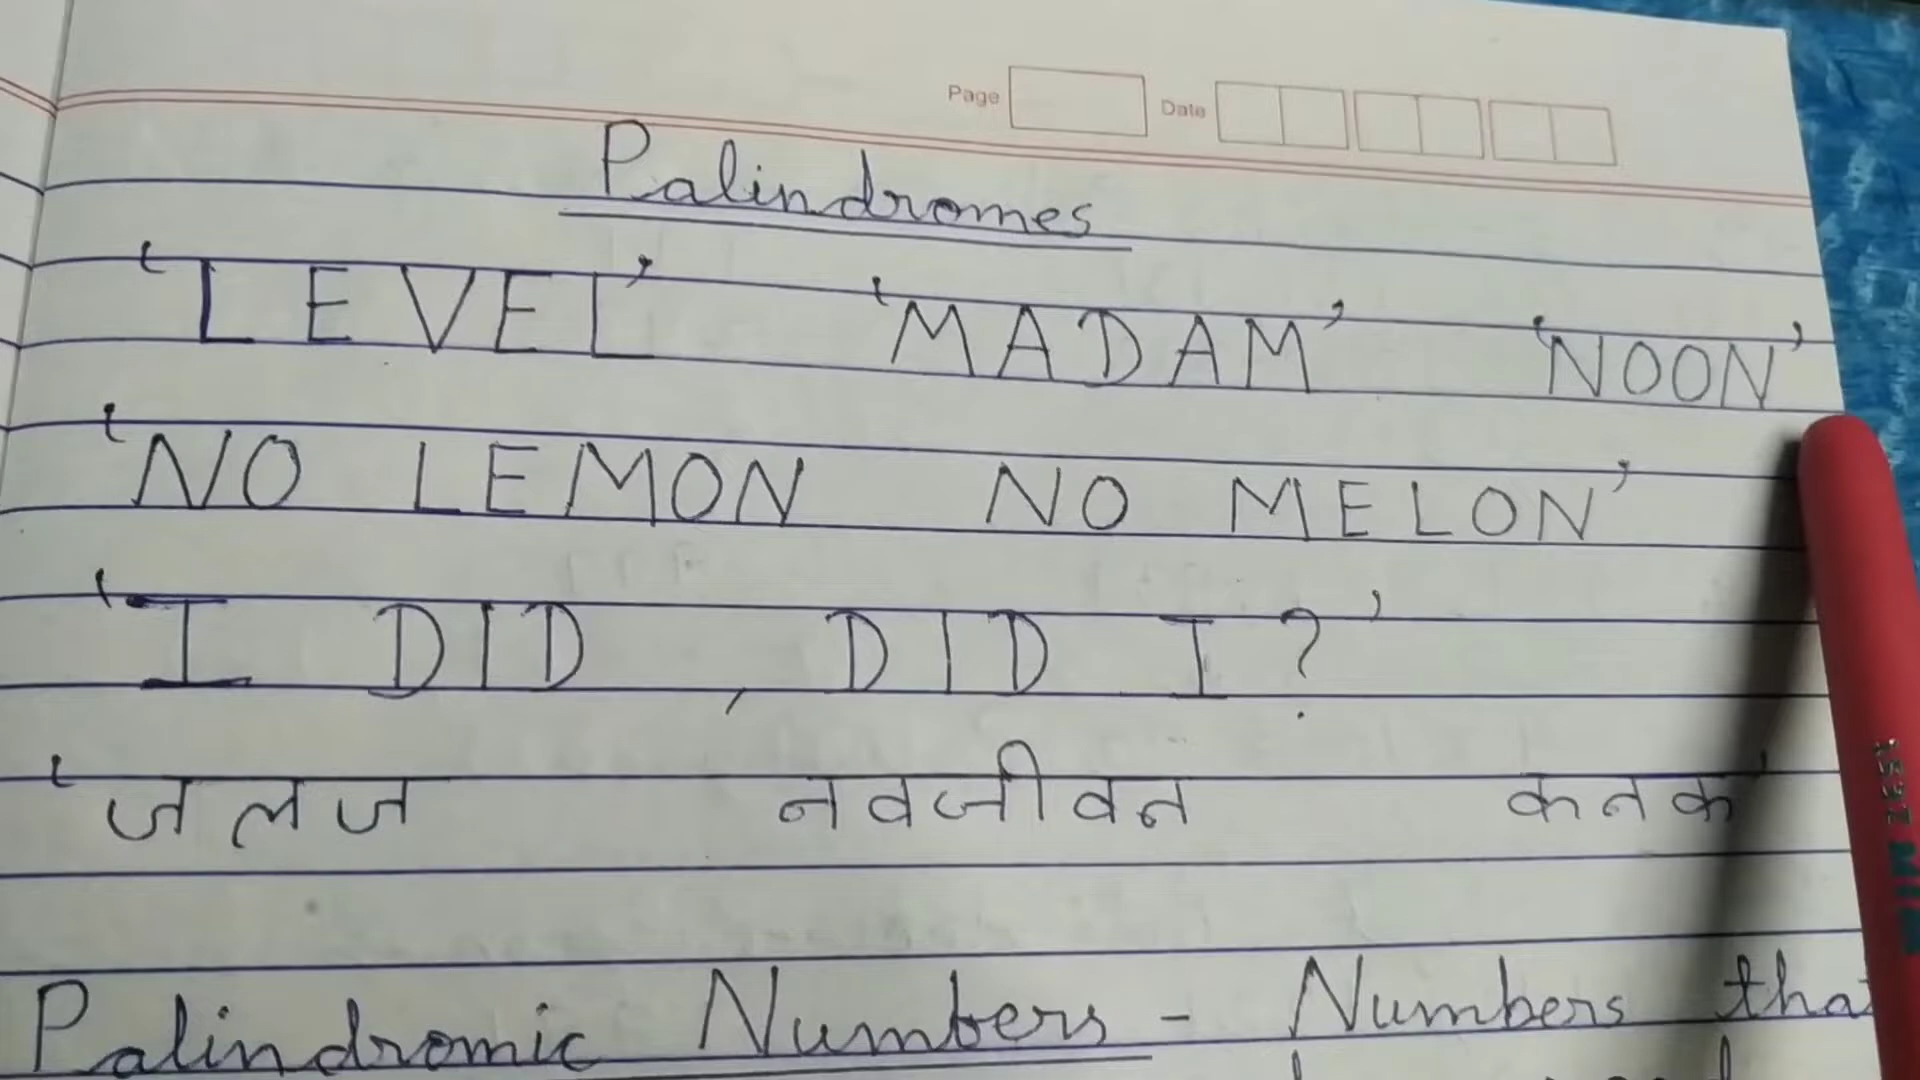 Page Date
Palindromes
'LEVEL' 'MADAM' 'NOON'
'NO LEMON NO MELON'
'I DID, DID I?'
'जलज नवजीवन कनक'
Palindromic Numbers - Numbers tha